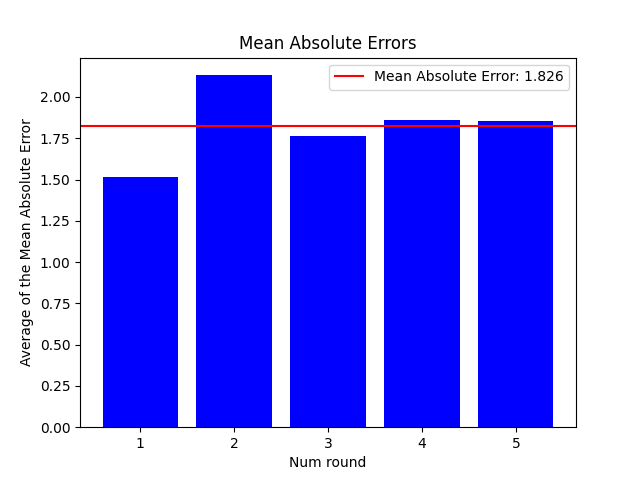 Mean Absolute Errors
Mean Absolute Error: 1.826
Average of the Mean Absolute Error
2.00
1.75
1.50
1.25
1.00
0.75
0.50
0.25
0.00
1 2 3 4 5
Num round